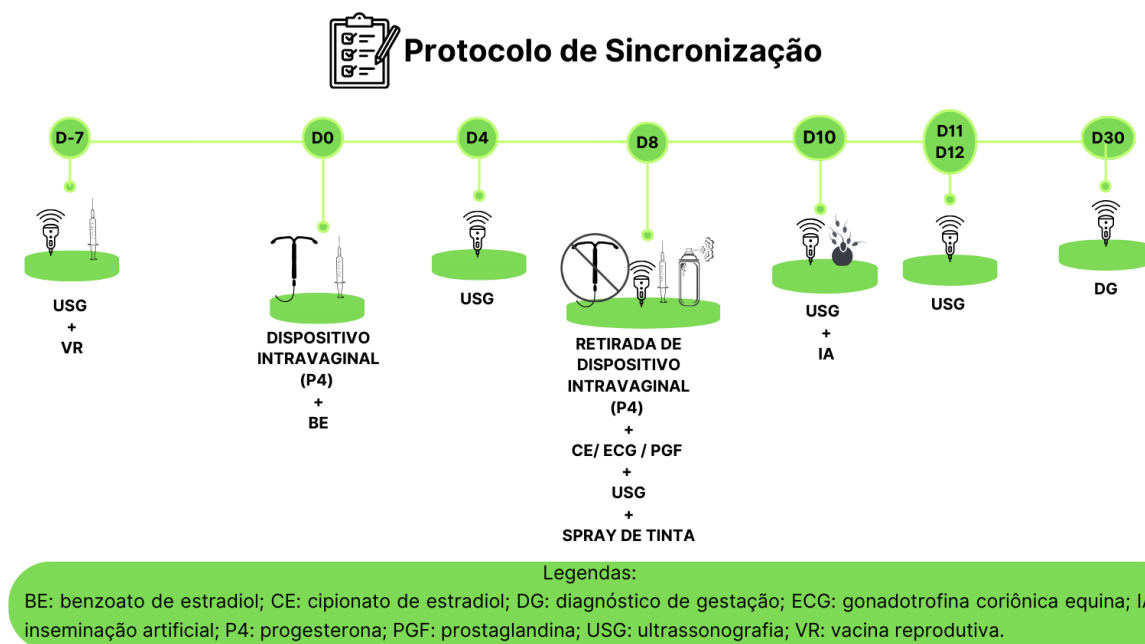 Protocolo de Sincronização
D-7
D0
D4
D8
D10
D11
D12
D30
USG
+
VR
DISPOSITIVO
INTRAVAGINAL
(P4)
+
BE
USG
RETIRADA DE
DISPOSITIVO
INTRAVAGINAL
(P4)
+
CE/ ECG / PGF
+
USG
+
SPRAY DE TINTA
USG
+
IA
USG
DG
Legendas:
BE: benzoato de estradiol; CE: cipionato de estradiol; DG: diagnóstico de gestação; ECG: gonadotrofina coriônica equina;
inseminação artificial; P4: progesterona; PGF: prostaglandina; USG: ultrassonografia; VR: vacina reprodutiva.